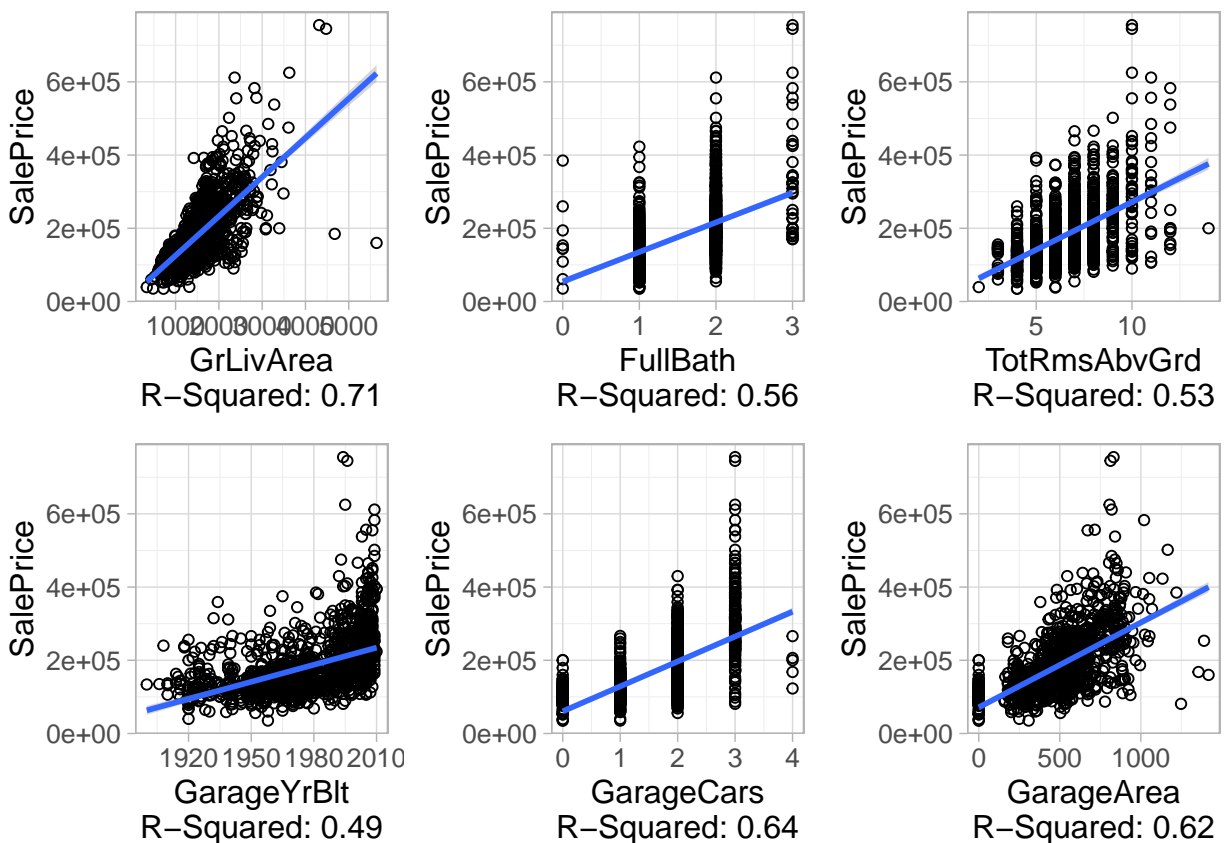 SalePrice
6e+05
4e+05
2e+05
0e+00
1000 2000 3000 4000 5000
GrLivArea
R−Squared: 0.71
SalePrice
6e+05
4e+05
2e+05
0e+00
0 1 2 3
FullBath
R−Squared: 0.56
SalePrice
6e+05
4e+05
2e+05
0e+00
5 10
TotRmsAbvGrd
R−Squared: 0.53
SalePrice
6e+05
4e+05
2e+05
0e+00
1920 1950 1980 2010
GarageYrBlt
R−Squared: 0.49
SalePrice
6e+05
4e+05
2e+05
0e+00
0 1 2 3 4
GarageCars
R−Squared: 0.64
SalePrice
6e+05
4e+05
2e+05
0e+00
0 500 1000
GarageArea
R−Squared: 0.62